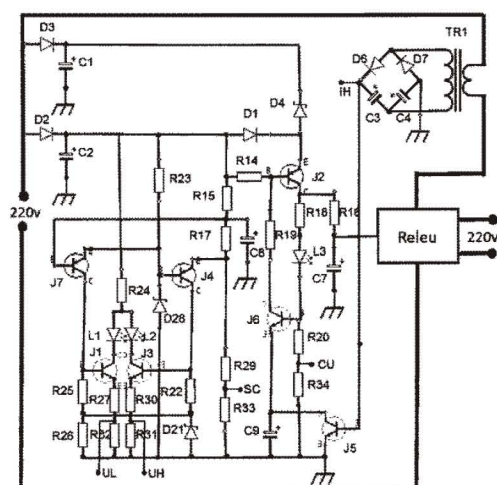 D3
C1
D2
C2
D1
D4
D6
D7
TR1
IH
C3
C4
R23
R14
R15
R17
B
E
J2
C
R18
R16
R19
L3
C7
C8
Releu
220v
220v
J7
C
R24
D28
J4
C
J6
L1
L2
J1
J3
R25
R27
R30
R22
R29
SC
R33
R20
CU
R34
R26
R32
R31
D21
C9
J5
UL
UH